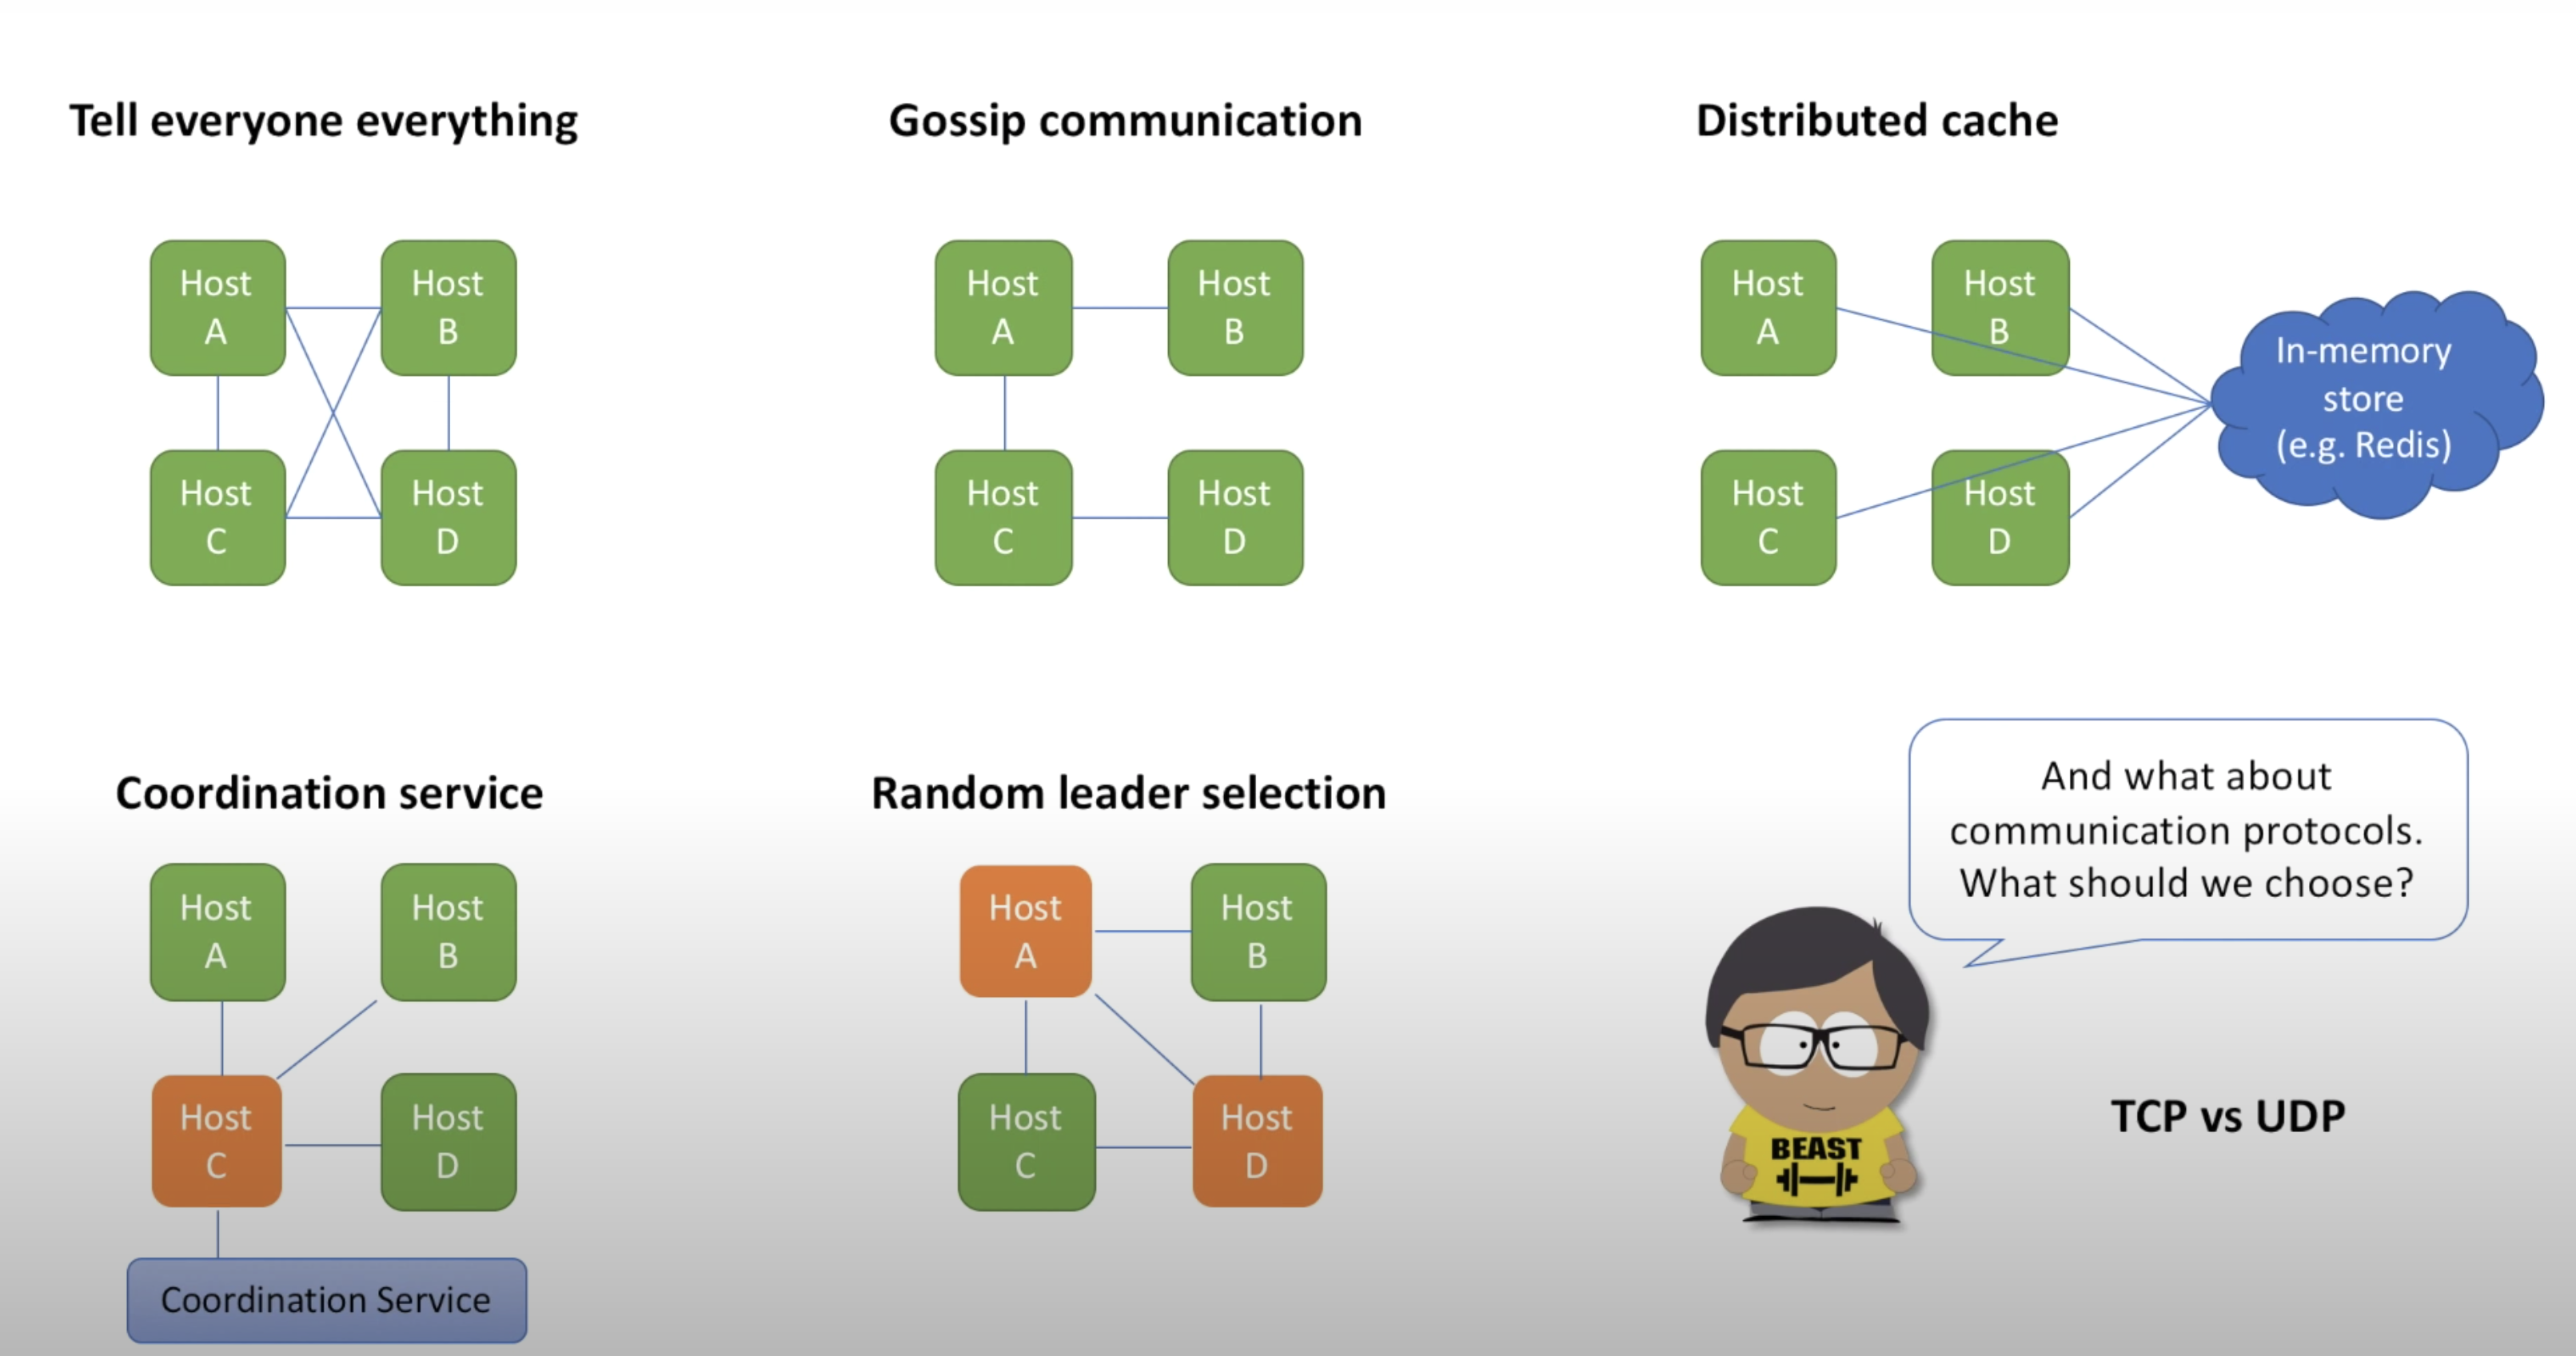 Tell everyone everything
Host
A
Host
B
Host
C
Host
D
Gossip communication
Host
A
Host
B
Host
C
Host
D
Distributed cache
Host
A
Host
B
Host
C
Host
D
In-memory
store
(e.g. Redis)
Coordination service
Host
A
Host
B
Host
C
Host
D
Coordination Service
Random leader selection
Host
A
Host
B
Host
C
Host
D
And what about
communication protocols.
What should we choose?
BEAST
TCP vs UDP